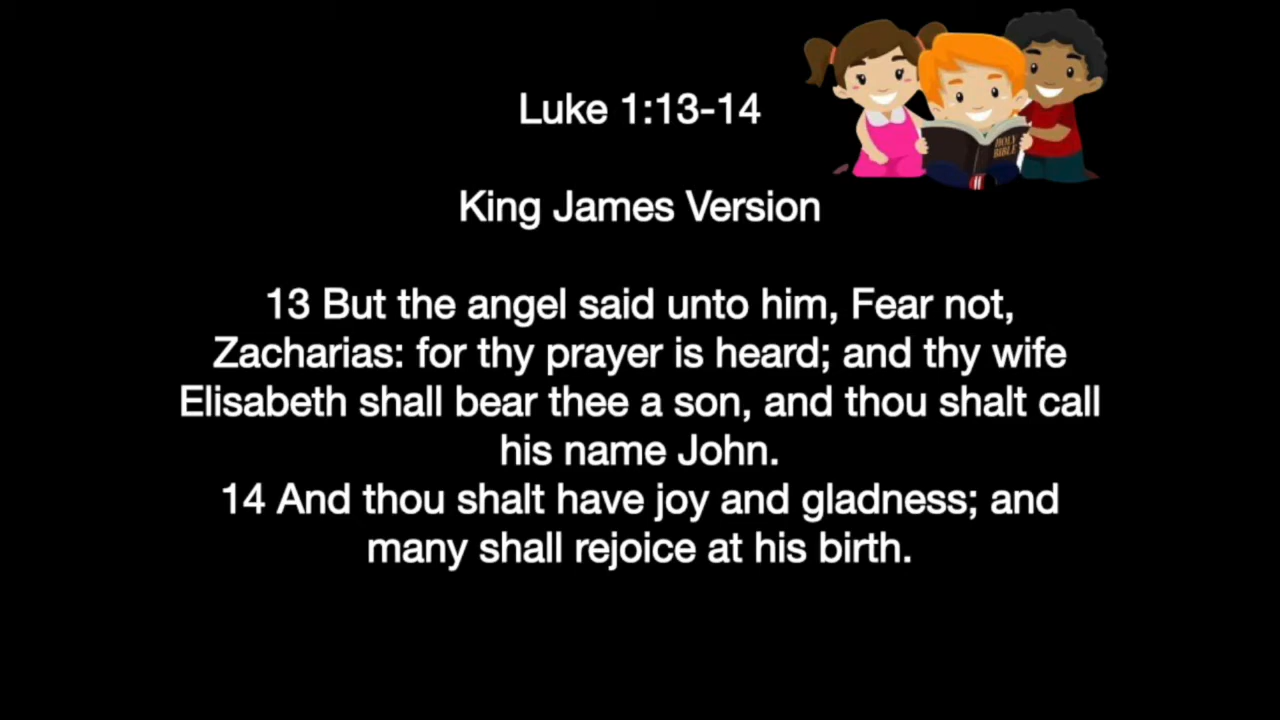 Luke 1:13-14
King James Version
13 But the angel said unto him, Fear not,
Zacharias: for thy prayer is heard; and thy wife
Elisabeth shall bear thee a son, and thou shalt call
his name John.
14 And thou shalt have joy and gladness; and
many shall rejoice at his birth.
HOLY
BIBLE